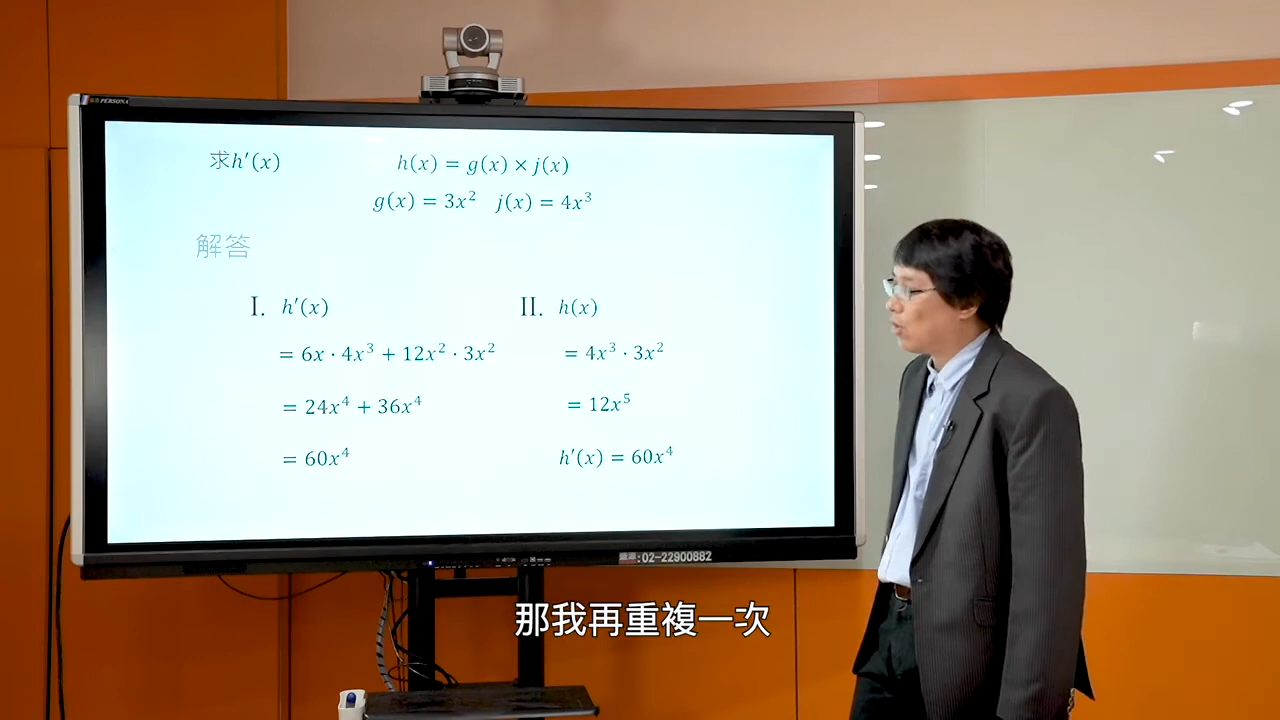 PERSONA
求h′(x) h(x) = g(x) × j(x)
g(x) = 3x² j(x) = 4x³
解答
I. h′(x) II. h(x)
= 6x · 4x³ + 12x² · 3x² = 4x³ · 3x²
= 24x⁴ + 36x⁴ = 12x⁵
= 60x⁴ h′(x) = 60x⁴
:02-22900882
那我再重複一次